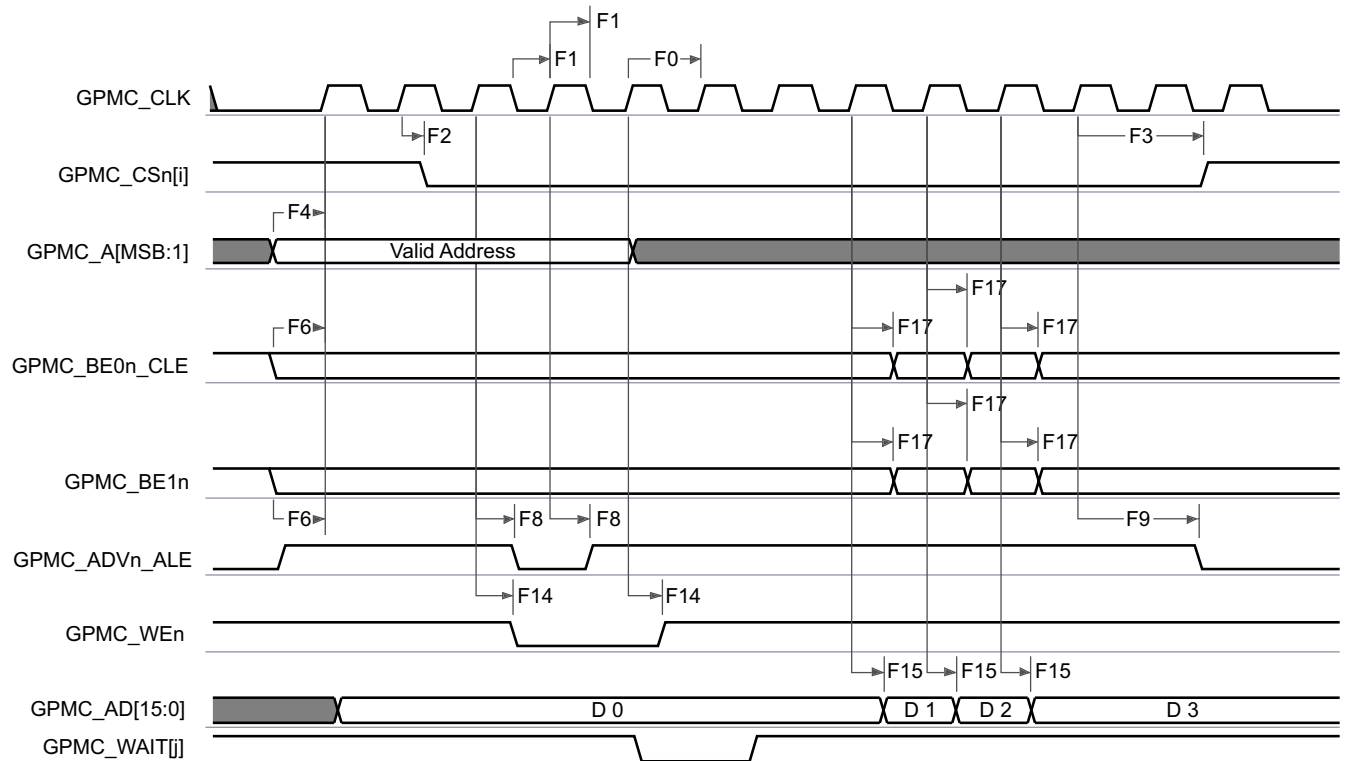 F1
F1
F0
GPMC_CLK
F2
F3
GPMC_CSn[i]
F4
GPMC_A[MSB:1]
Valid Address
F17
F6
F17
F17
GPMC_BE0n_CLE
F17
F17
F17
GPMC_BE1n
F6
F8
F8
F9
GPMC_ADVn_ALE
F14
F14
GPMC_WEn
F15
F15
F15
GPMC_AD[15:0]
D 0
D 1
D 2
D 3
GPMC_WAIT[j]